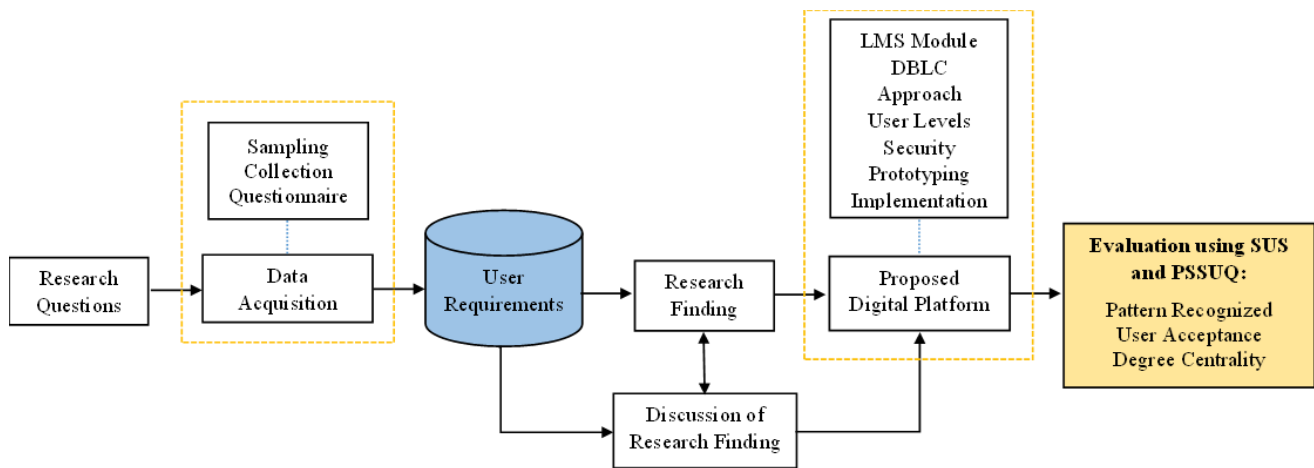 Sampling
Collection
Questionnaire
LMS Module
DBLC
Approach
User Levels
Security
Prototyping
Implementation
Research
Questions
Data
Acquisition
User
Requirements
Research
Finding
Proposed
Digital Platform
Evaluation using SUS
and PSSUQ:
Pattern Recognized
User Acceptance
Degree Centrality
Discussion of
Research Finding